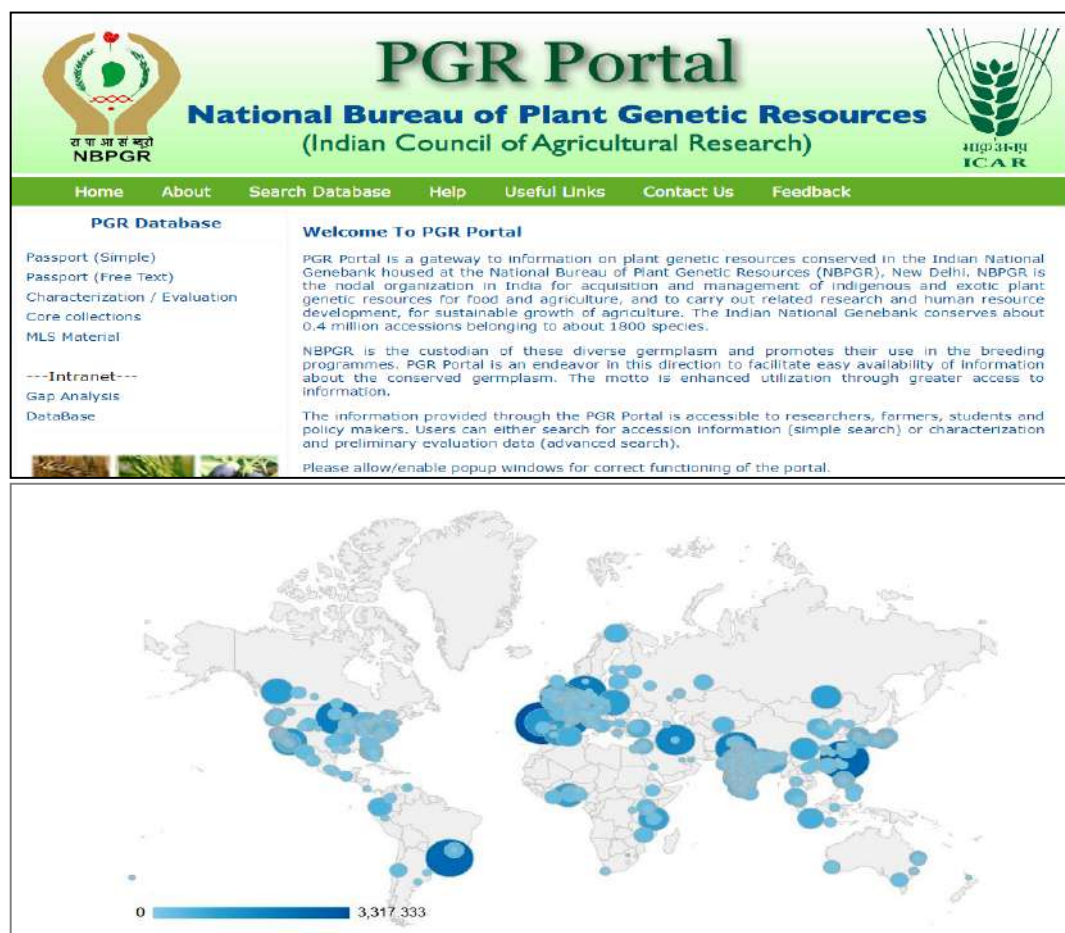 PGR Portal
National Bureau of Plant Genetic Resources
(Indian Council of Agricultural Research)
रा पा आ सं ब्यूरो
NBPGR
भाकृअनुप
ICAR
Home About Search Database Help Useful Links Contact Us Feedback
PGR Database
Passport (Simple)
Passport (Free Text)
Characterization / Evaluation
Core collections
MLS Material
---Intranet---
Gap Analysis
DataBase
Welcome To PGR Portal
PGR Portal is a gateway to information on plant genetic resources conserved in the Indian National
Genebank housed at the National Bureau of Plant Genetic Resources (NBPGR), New Delhi. NBPGR is
the nodal organization in India for acquisition and management of indigenous and exotic plant
genetic resources for food and agriculture, and to carry out related research and human resource
development, for sustainable growth of agriculture. The Indian National Genebank conserves about
0.4 million accessions belonging to about 1800 species.
NBPGR is the custodian of these diverse germplasm and promotes their use in the breeding
programmes. PGR Portal is an endeavor in this direction to facilitate easy availability of information
about the conserved germplasm. The motto is enhanced utilization through greater access to
information.
The information provided through the PGR Portal is accessible to researchers, farmers, students and
policy makers. Users can either search for accession information (simple search) or characterization
and preliminary evaluation data (advanced search).
Please allow/enable popup windows for correct functioning of the portal.
0 3,317,333